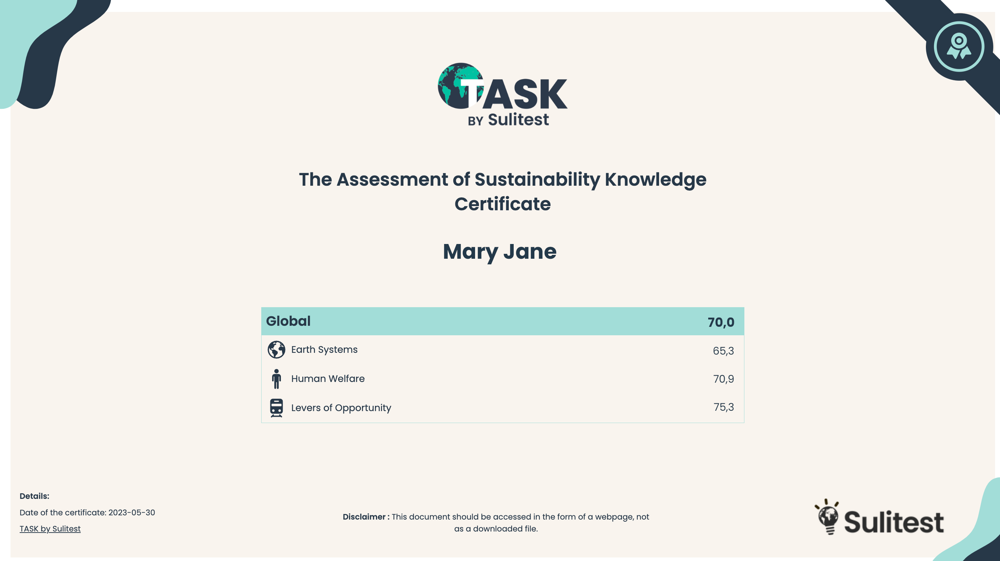 TASK
BY Sulitest
The Assessment of Sustainability Knowledge
Certificate
Mary Jane
Global 70,0
Earth Systems 65,3
Human Welfare 70,9
Levers of Opportunity 75,3
Details:
Date of the certificate: 2023-05-30
TASK by Sulitest
Disclaimer : This document should be accessed in the form of a webpage, not
as a downloaded file.
Sulitest